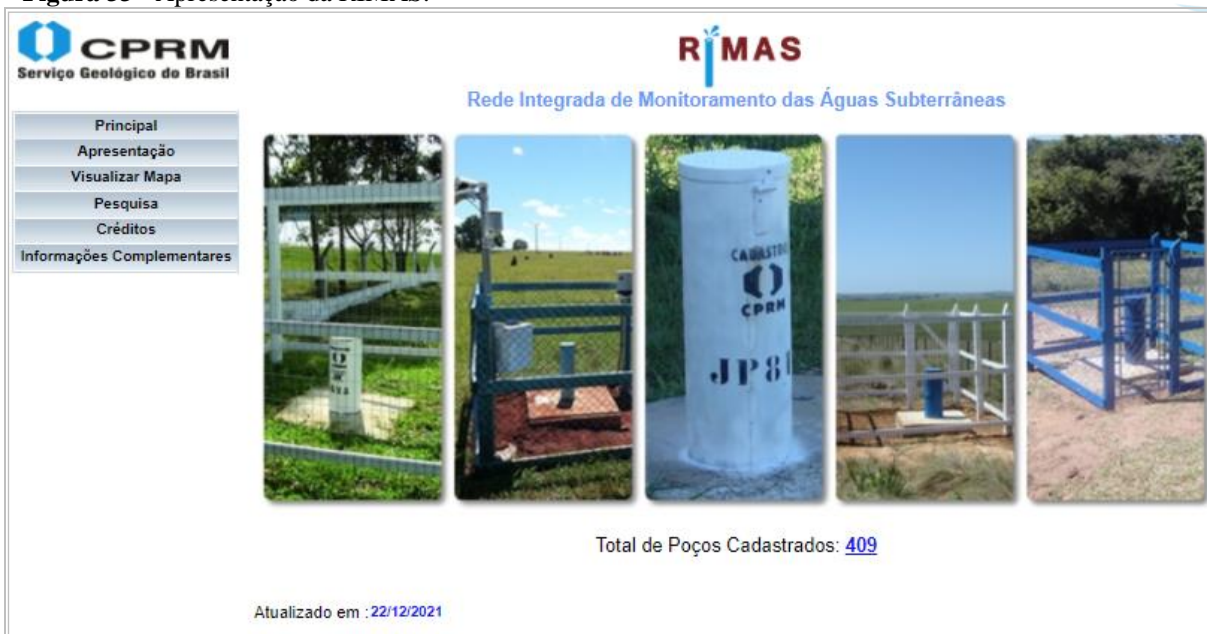 CPRM
Serviço Geológico do Brasil
RIMAS
Rede Integrada de Monitoramento das Águas Subterrâneas
Principal
Apresentação
Visualizar Mapa
Pesquisa
Créditos
Informações Complementares
CADASTRO
CPRM
Total de Poços Cadastrados: 409
Atualizado em : 22/12/2021